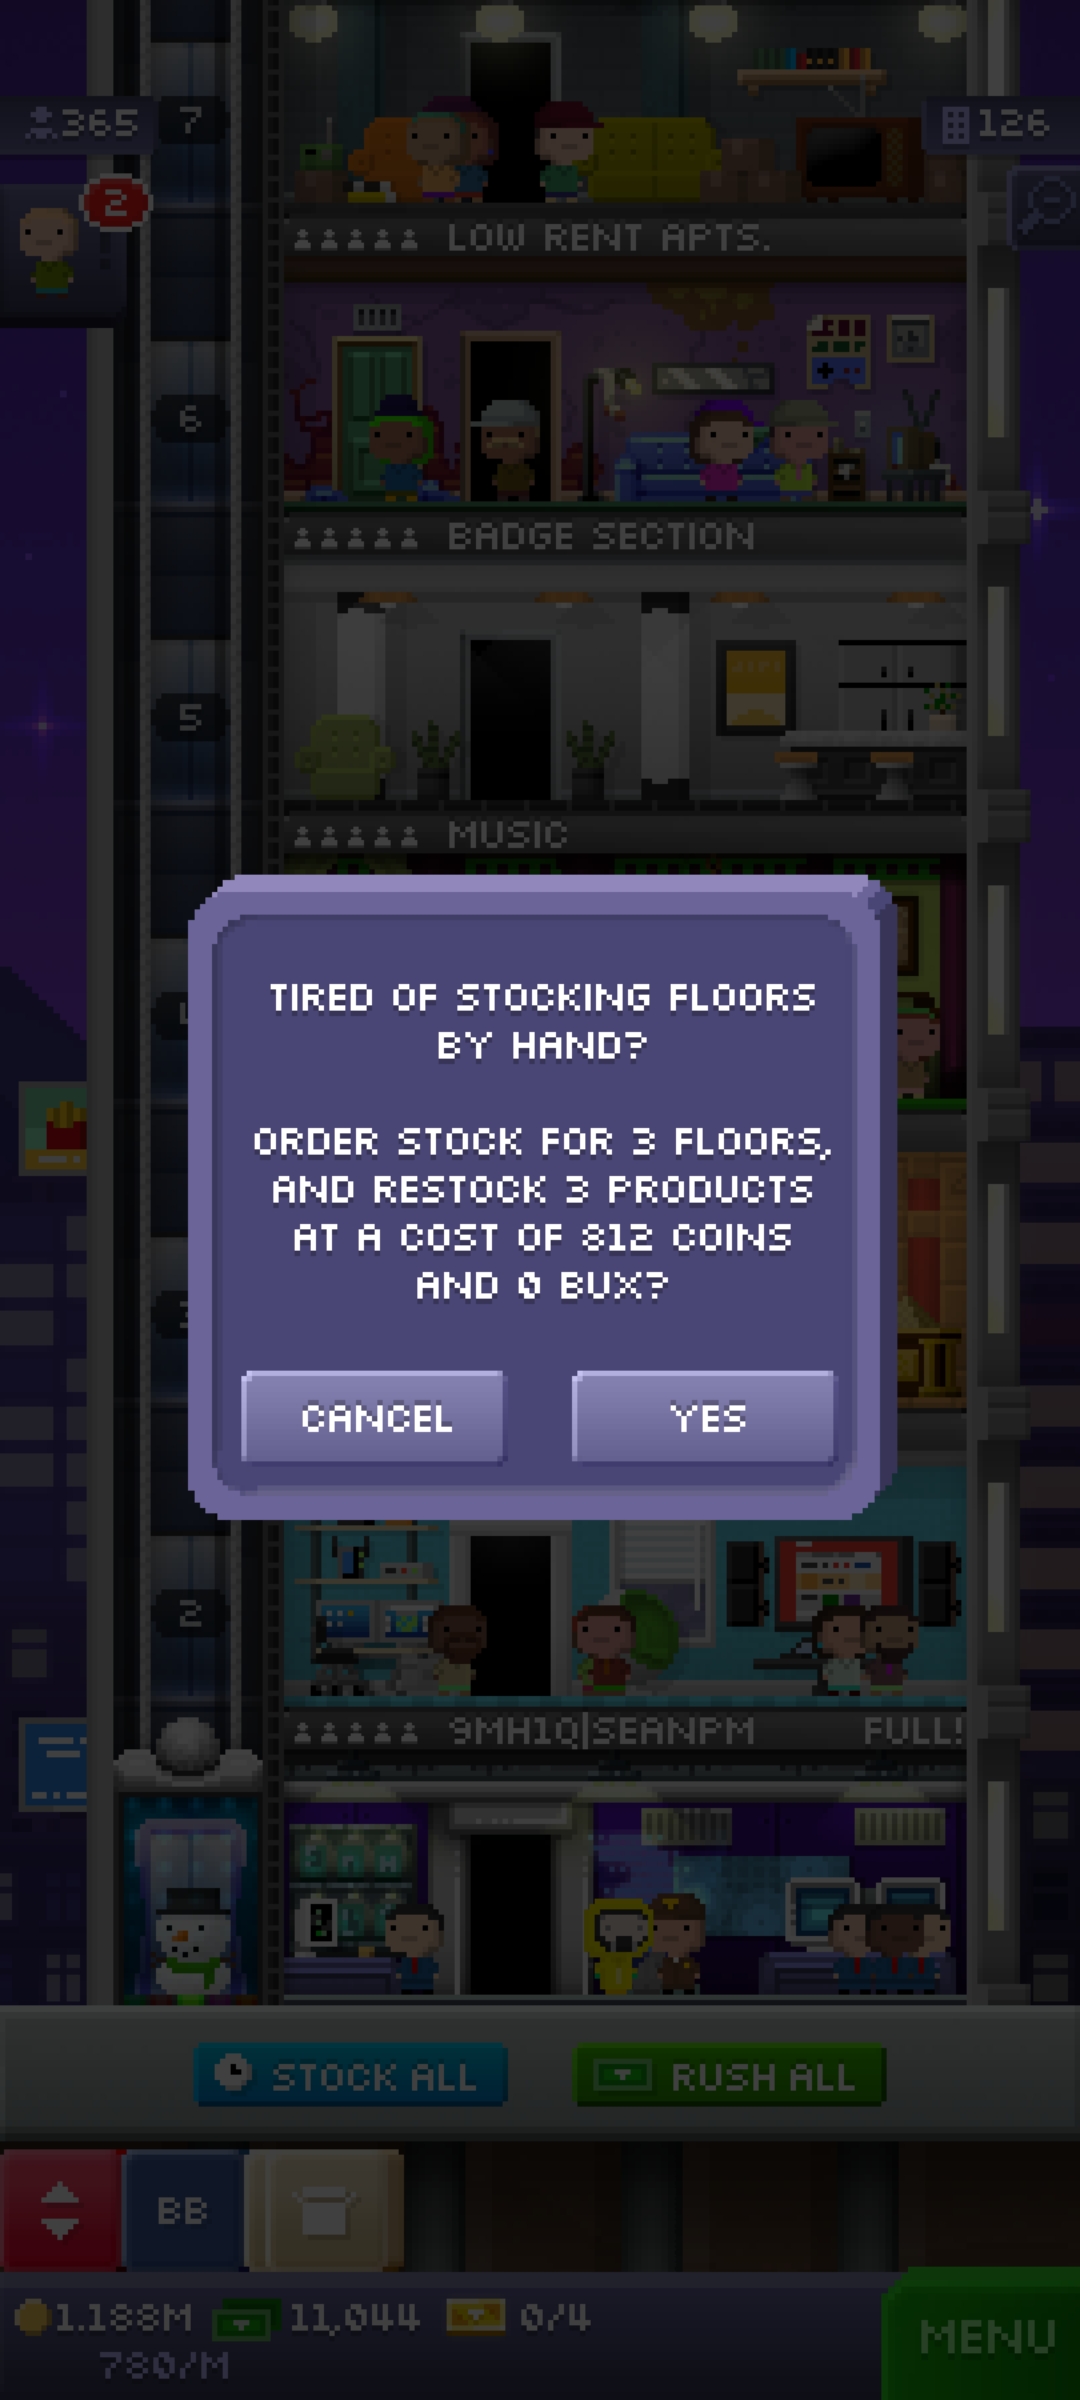 365
7
126
2
LOW RENT APTS.
6
BADGE SECTION
5
MUSIC
TIRED OF STOCKING FLOORS
BY HAND?
ORDER STOCK FOR 3 FLOORS,
AND RESTOCK 3 PRODUCTS
AT A COST OF 812 COINS
AND 0 BUX?
CANCEL
YES
2
9MH1Q|SEANPM
FULL!
STOCK ALL
RUSH ALL
BB
1.188M
11,044
0/4
780/M
MENU